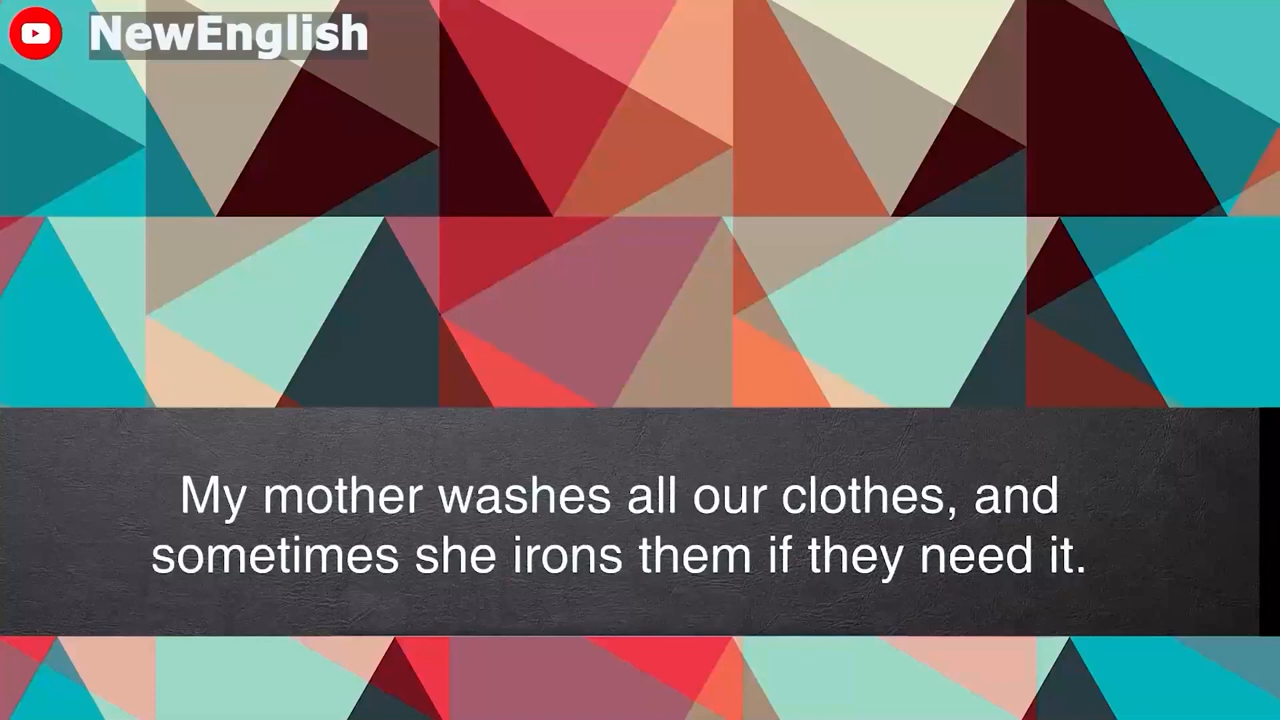 NewEnglish
My mother washes all our clothes, and
sometimes she irons them if they need it.